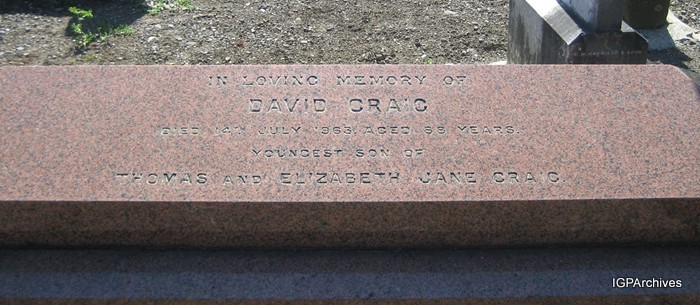 IN LOVING MEMORY OF
DAVID CRAIG
DIED 14TH JULY 1963, AGED 68 YEARS.
YOUNGEST SON OF
THOMAS AND ELIZABETH JANE CRAIG.
IGPArchives